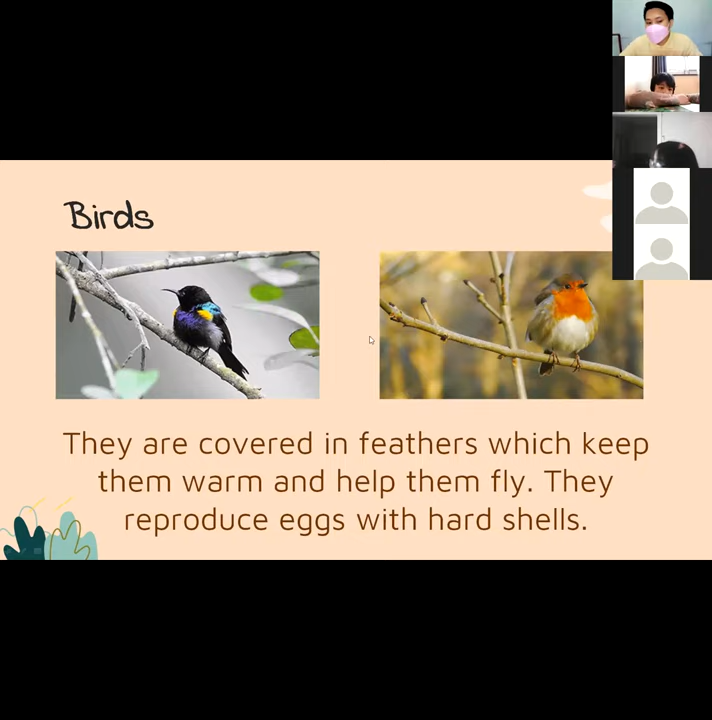 Birds
They are covered in feathers which keep
them warm and help them fly. They
reproduce eggs with hard shells.